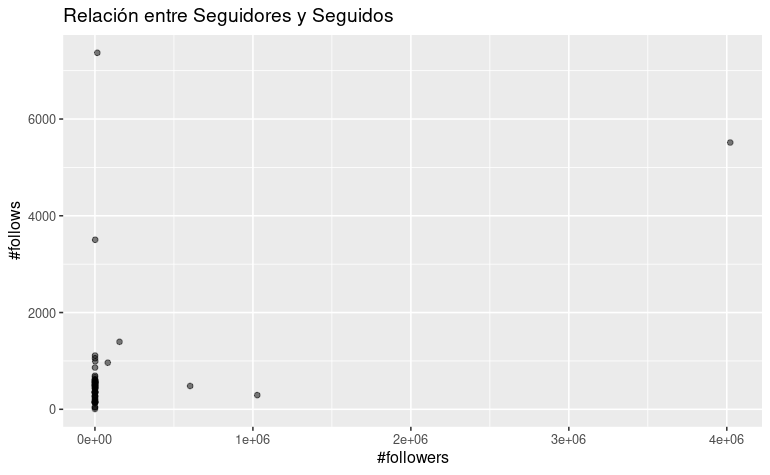 Relación entre Seguidores y Seguidos
#follows
6000
4000
2000
0
0e+00 1e+06 2e+06 3e+06 4e+06
#followers